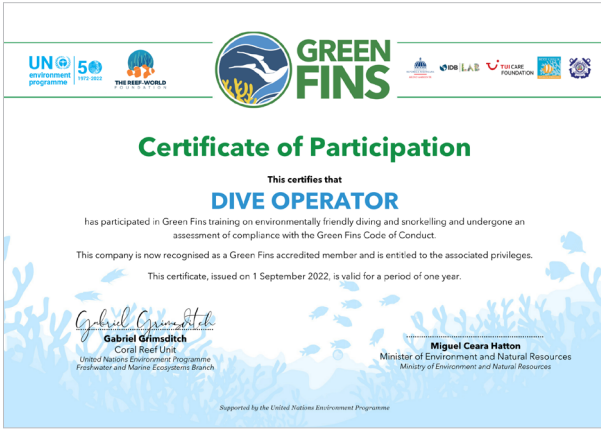 UN
environment
programme
50
1972-2022
THE REEF-WORLD
FOUNDATION
GREEN
FINS
IDB LAB
TUI CARE
FOUNDATION
Certificate of Participation
This certifies that
DIVE OPERATOR
has participated in Green Fins training on environmentally friendly diving and snorkelling and undergone an
assessment of compliance with the Green Fins Code of Conduct.
This company is now recognised as a Green Fins accredited member and is entitled to the associated privileges.
This certificate, issued on 1 September 2022, is valid for a period of one year.
Gabriel Grimsditch
Gabriel Grimsditch
Coral Reef Unit
United Nations Environment Programme
Freshwater and Marine Ecosystems Branch
Miguel Ceara Hatton
Minister of Environment and Natural Resources
Ministry of Environment and Natural Resources
Supported by the United Nations Environment Programme